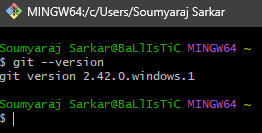 MINGW64:/c/Users/Soumyaraj Sarkar
Soumyaraj Sarkar@BaLlIsTiC MINGW64 ~
$ git --version
git version 2.42.0.windows.1
Soumyaraj Sarkar@BaLlIsTiC MINGW64 ~
$